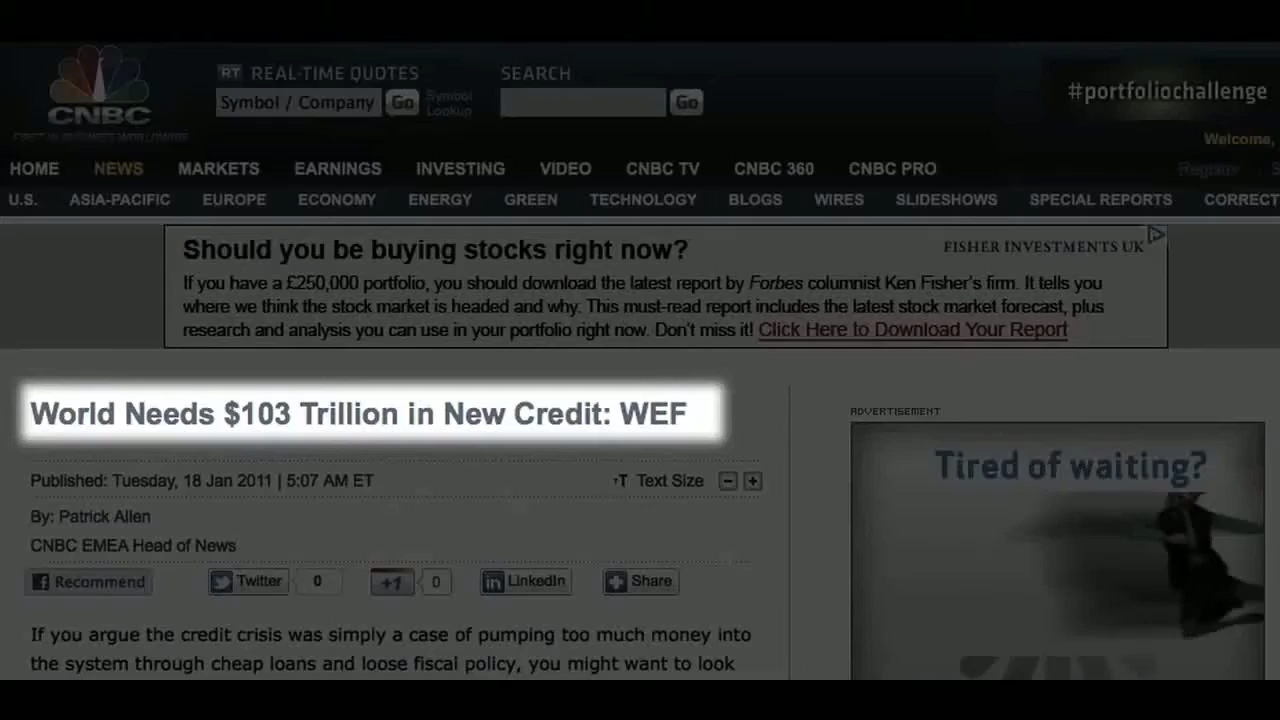 RT REAL-TIME QUOTES
SEARCH
Symbol / Company Go Symbol Lookup
Go
#portfoliochallenge
CNBC
FIRST IN BUSINESS WORLDWIDE
Welcome,
HOME NEWS MARKETS EARNINGS INVESTING VIDEO CNBC TV CNBC 360 CNBC PRO
Register
U.S. ASIA-PACIFIC EUROPE ECONOMY ENERGY GREEN TECHNOLOGY BLOGS WIRES SLIDESHOWS SPECIAL REPORTS CORRECT
Should you be buying stocks right now?
FISHER INVESTMENTS UK
If you have a £250,000 portfolio, you should download the latest report by Forbes columnist Ken Fisher's firm. It tells you
where we think the stock market is headed and why. This must-read report includes the latest stock market forecast, plus
research and analysis you can use in your portfolio right now. Don't miss it! Click Here to Download Your Report
World Needs $103 Trillion in New Credit: WEF
ADVERTISEMENT
Tired of waiting?
Published: Tuesday, 18 Jan 2011 | 5:07 AM ET
TT Text Size - +
By: Patrick Allen
CNBC EMEA Head of News
Recommend Twitter 0 +1 0 LinkedIn Share
If you argue the credit crisis was simply a case of pumping too much money into
the system through cheap loans and loose fiscal policy, you might want to look